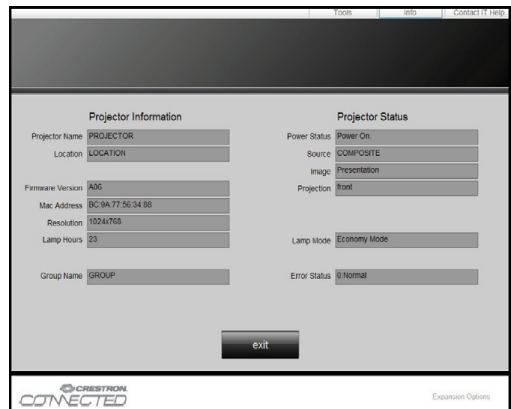 Tools Info Contact IT Help
Projector Information
Projector Name PROJECTOR
Location LOCATION
Firmware Version A06
Mac Address BC:9A:77:56:34:88
Resolution 1024x768
Lamp Hours 23
Group Name GROUP
Projector Status
Power Status Power On.
Source COMPOSITE
Image Presentation
Projection front
Lamp Mode Economy Mode
Error Status 0:Normal
exit
CRESTRON
CONNECTED
Expansion Options